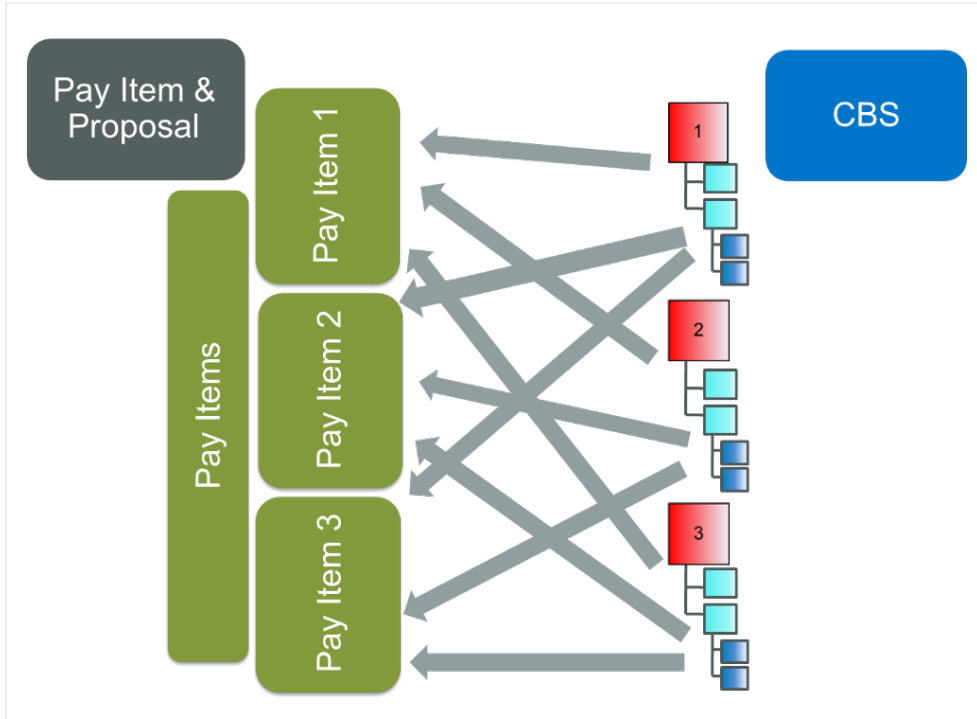 Pay Item &
Proposal
CBS
Pay Items
Pay Item 1
Pay Item 2
Pay Item 3
1
2
3